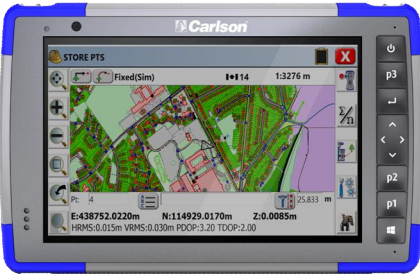 Carlson
STORE PTS
Fixed(Sim) 14 1:3276 m
p3
Σ/n
Pt: 4 25.833 m
p2
E:438752.0220m N:114929.0170m Z:0.0085m
p1
HRMS:0.015m VRMS:0.030m PDOP:3.20 TDOP:2.00